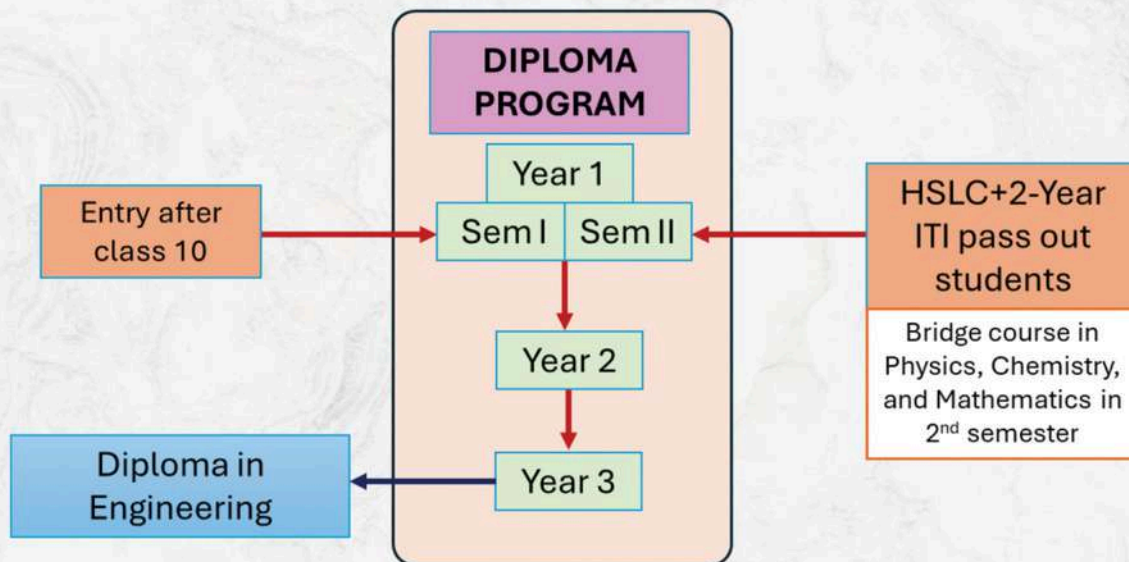 DIPLOMA
PROGRAM
Year 1
Entry after
class 10
Sem I
Sem II
HSLC+2-Year
ITI pass out
students
Bridge course in
Physics, Chemistry,
and Mathematics in
2nd semester
Year 2
Year 3
Diploma in
Engineering